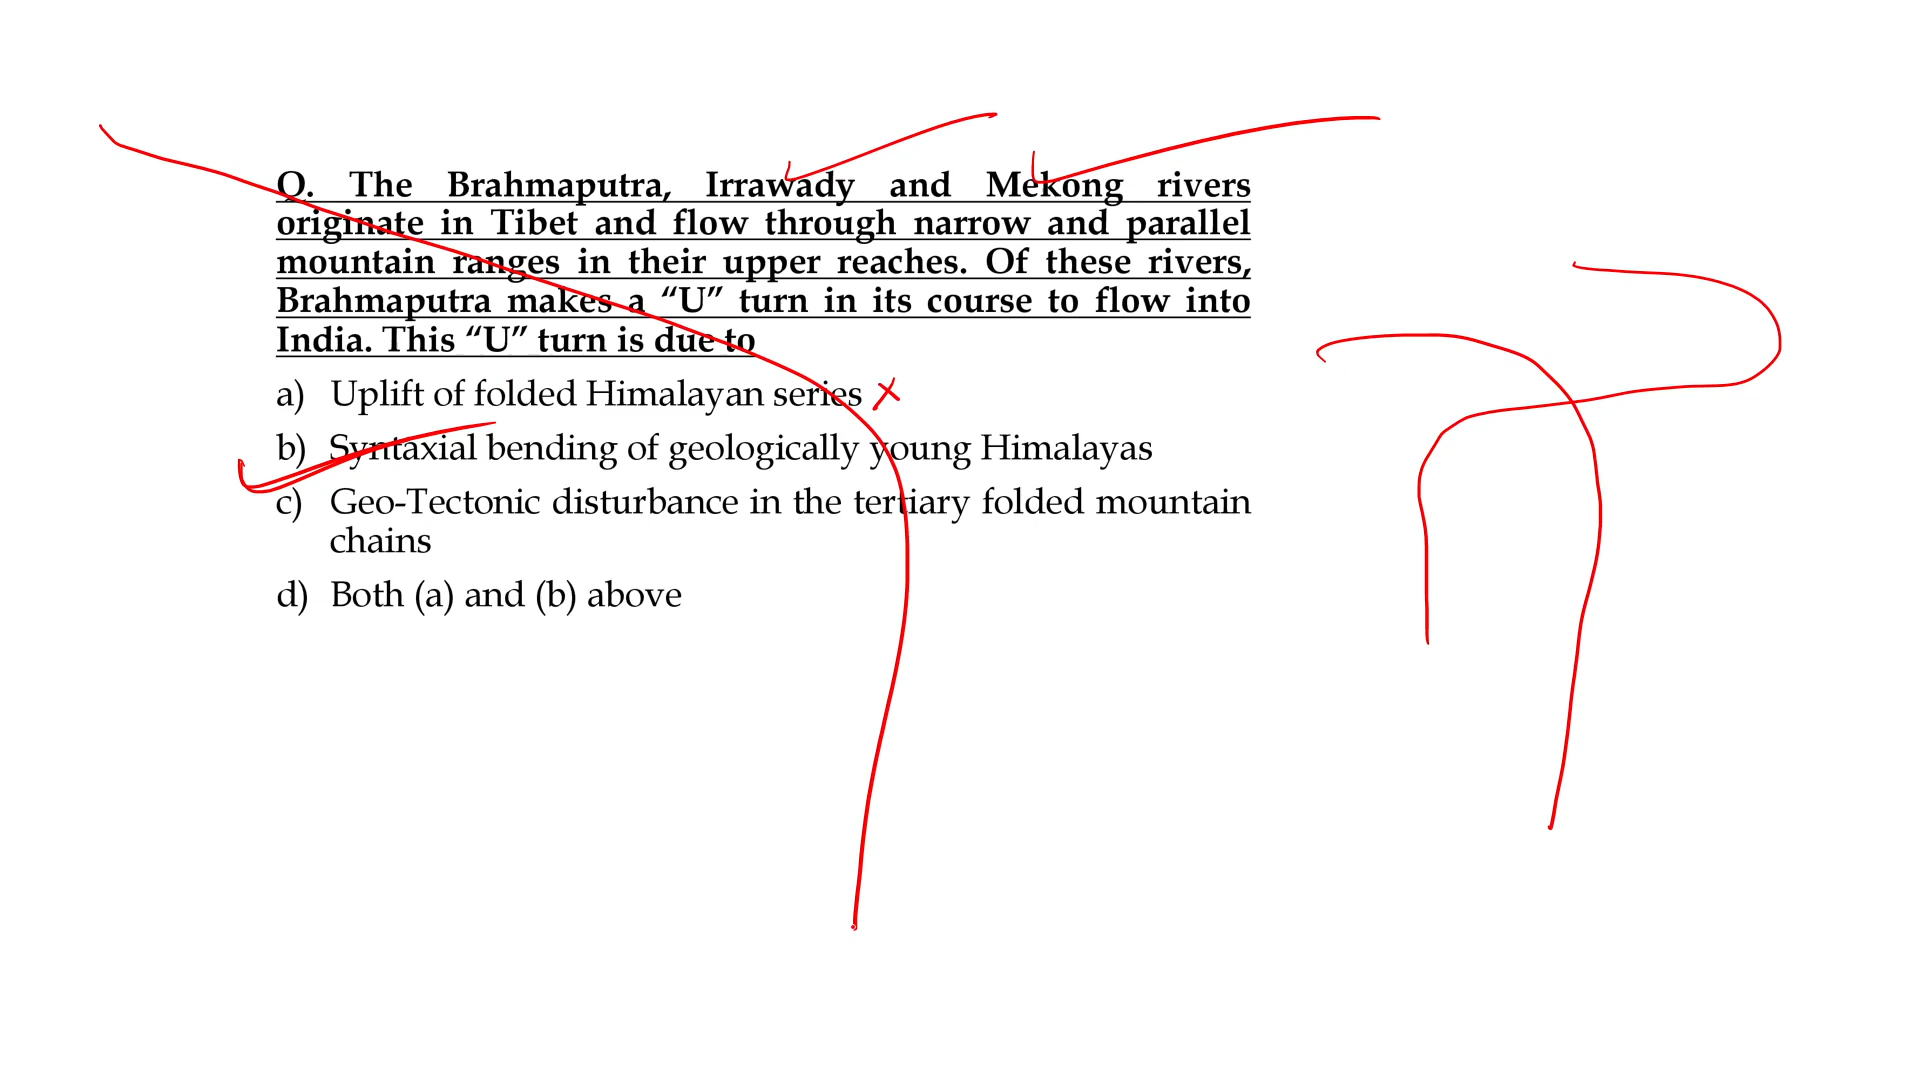 Q. The Brahmaputra, Irrawady and Mekong rivers
originate in Tibet and flow through narrow and parallel
mountain ranges in their upper reaches. Of these rivers,
Brahmaputra makes a “U” turn in its course to flow into
India. This “U” turn is due to
a) Uplift of folded Himalayan series
b) Syntaxial bending of geologically young Himalayas
c) Geo-Tectonic disturbance in the tertiary folded mountain
chains
d) Both (a) and (b) above